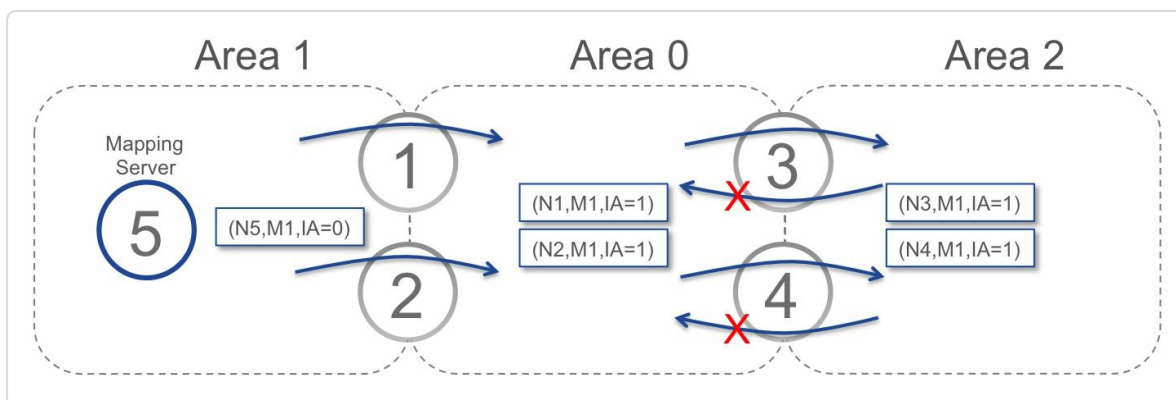 Area 1
Area 0
Area 2
Mapping
Server
5
(N5,M1,IA=0)
1
2
(N1,M1,IA=1)
(N2,M1,IA=1)
3
X
4
X
(N3,M1,IA=1)
(N4,M1,IA=1)